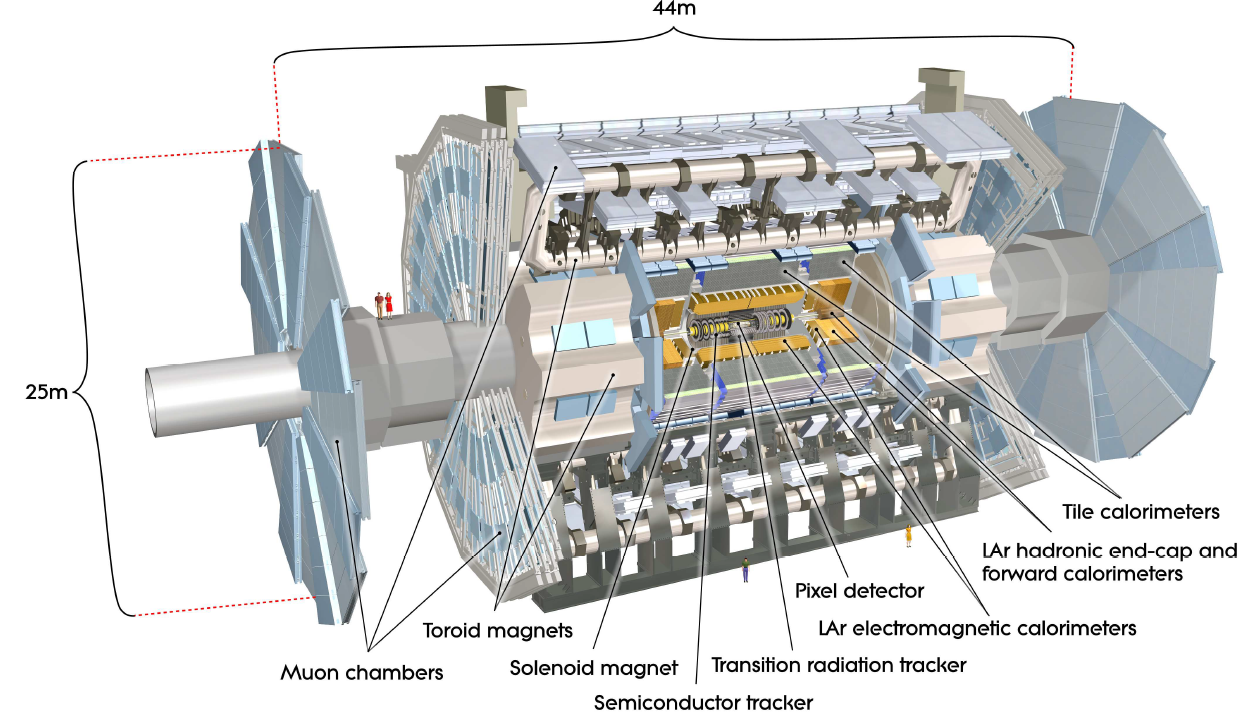 44m
25m
Tile calorimeters
LAr hadronic end-cap and
forward calorimeters
Pixel detector
LAr electromagnetic calorimeters
Toroid magnets
Muon chambers
Solenoid magnet
Transition radiation tracker
Semiconductor tracker